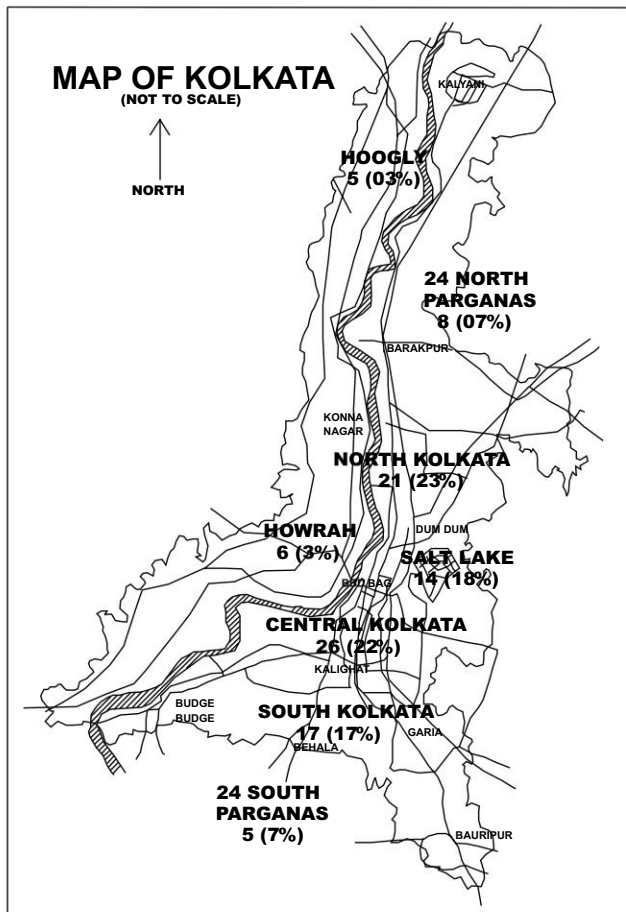 MAP OF KOLKATA
(NOT TO SCALE)
NORTH
KALYANI
HOOGLY
5 (03%)
24 NORTH
PARGANAS
8 (07%)
BARAKPUR
KONNA
NAGAR
NORTH KOLKATA
21 (23%)
DUM DUM
HOWRAH
6 (3%)
SALT LAKE
14 (18%)
CENTRAL KOLKATA
26 (22%)
KALIGHAT
BUDGE
BUDGE
SOUTH KOLKATA
17 (17%)
GARIA
BEHALA
24 SOUTH
PARGANAS
5 (7%)
BAURIPUR